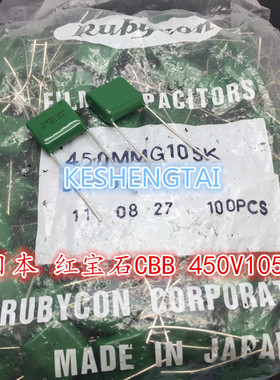 Rubycon
FILM CAPACITORS
450MMG105K
KESHENGTAI
11 08 27 100PCS
日本 红宝石CBB 450V105
RUBYCON CORPORAT
MADE IN JAPAN